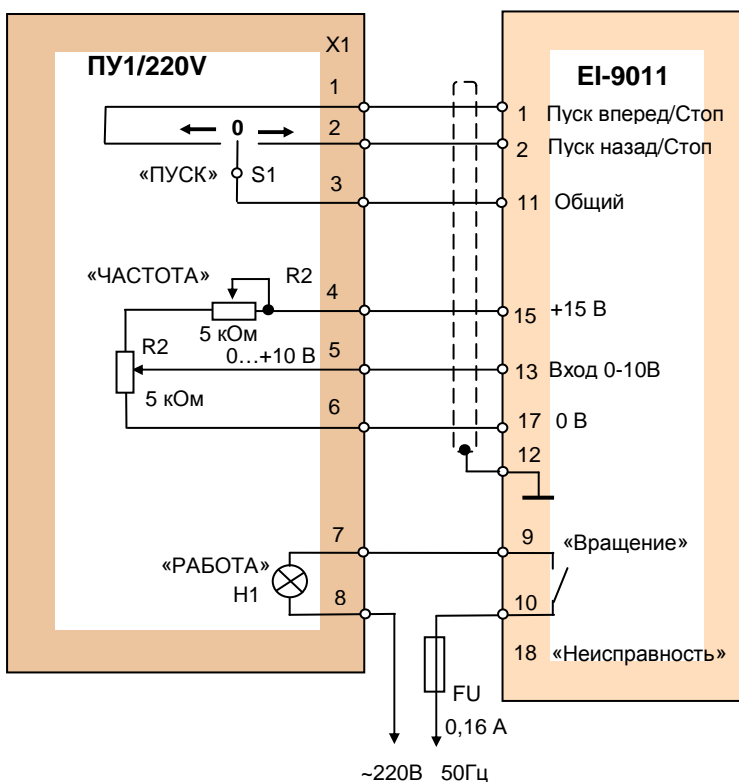 ПУ1/220V
X1
EI-9011
1
1 Пуск вперед/Стоп
0
2
2 Пуск назад/Стоп
«ПУСК» S1
3
11 Общий
«ЧАСТОТА» R2
4
15 +15 В
5 кОм
R2
0…+10 В
5
13 Вход 0-10В
5 кОм
6
17 0 В
12
7
9 «Вращение»
«РАБОТА»
H1
8
10
18 «Неисправность»
FU
0,16 А
~220В 50Гц